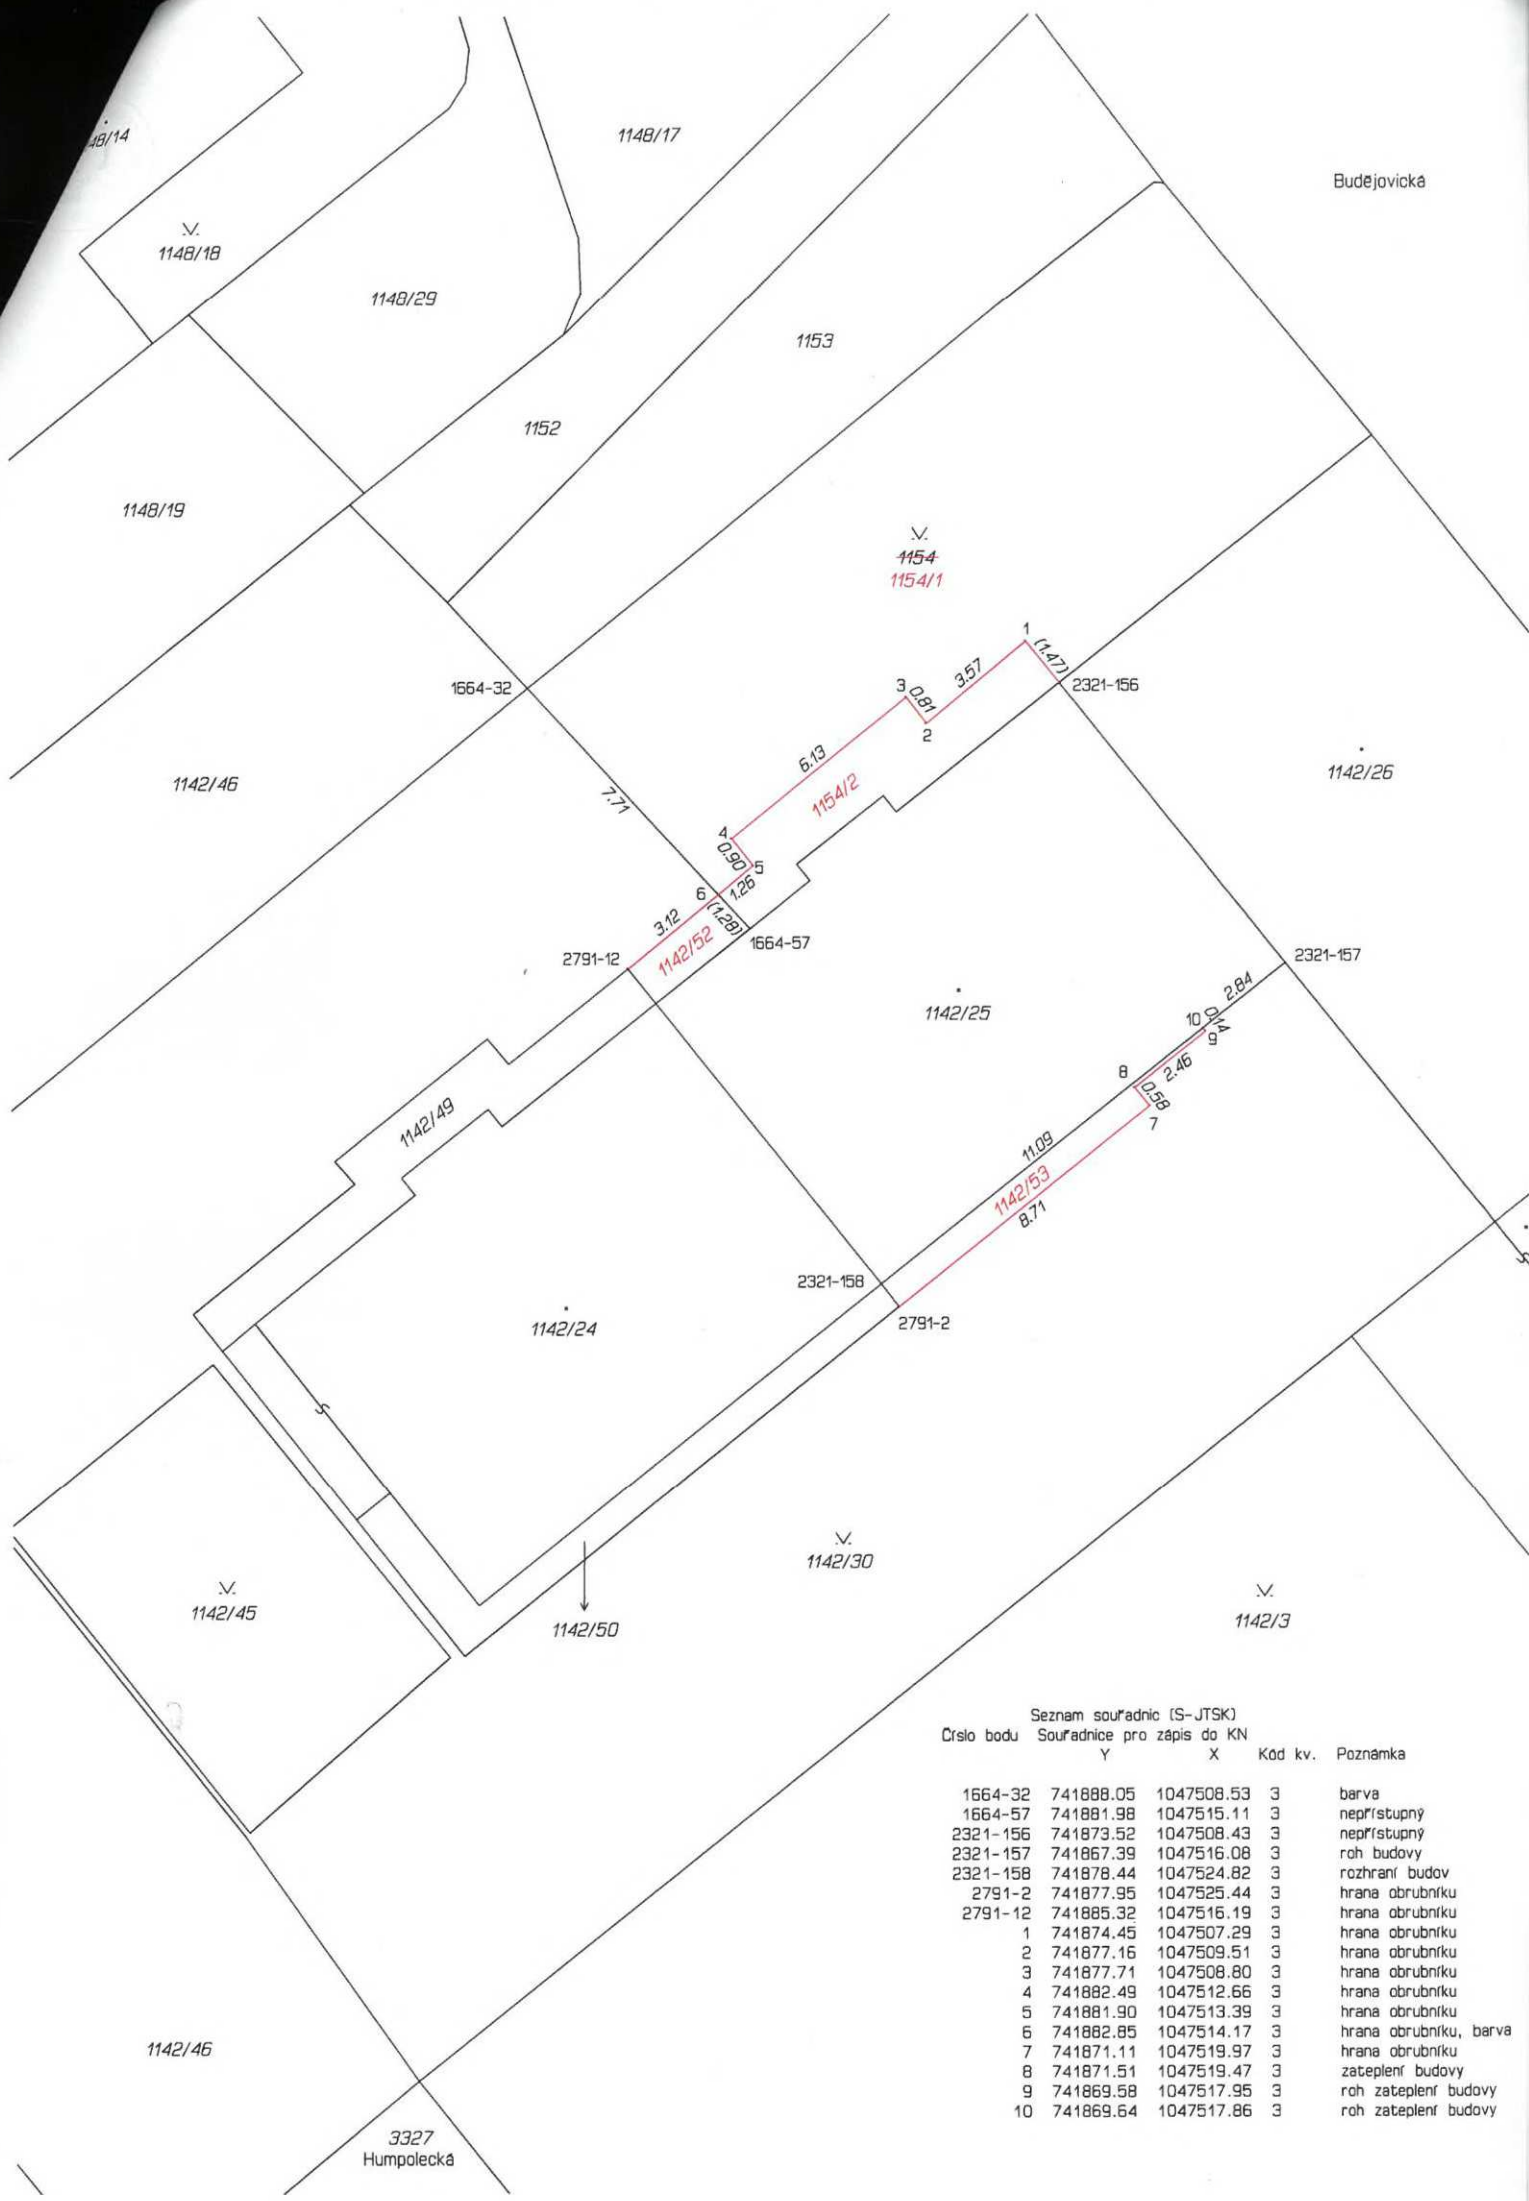 48/14
1148/17
Budějovická
1148/18
1148/29
1153
1152
1148/19
1154
1154/1
1
(1.47)
3.57
3
0.81
2
2321-156
1664-32
6.13
1154/2
1142/26
1142/46
7.71
4
0.90
5
1.26
6
(1.28)
3.12
1142/52
1664-57
2791-12
2321-157
2.84
1142/25
10
0.14
9
8
2.46
0.58
7
1142/49
11.09
1142/53
8.71
2321-158
2791-2
1142/24
1142/30
1142/45
1142/50
1142/3
Seznam souřadnic (S-JTSK)
Číslo bodu Souřadnice pro zápis do KN
Y X Kód kv. Poznámka
1664-32 741888.05 1047508.53 3 barva
1664-57 741881.98 1047515.11 3 nepřístupný
2321-156 741873.52 1047508.43 3 nepřístupný
2321-157 741867.39 1047516.08 3 roh budovy
2321-158 741878.44 1047524.82 3 rozhraní budov
2791-2 741877.95 1047525.44 3 hrana obrubníku
2791-12 741885.32 1047516.19 3 hrana obrubníku
1 741874.45 1047507.29 3 hrana obrubníku
2 741877.16 1047509.51 3 hrana obrubníku
3 741877.71 1047508.80 3 hrana obrubníku
4 741882.49 1047512.66 3 hrana obrubníku
5 741881.90 1047513.39 3 hrana obrubníku
6 741882.85 1047514.17 3 hrana obrubníku, barva
7 741871.11 1047519.97 3 hrana obrubníku
8 741871.51 1047519.47 3 zateplení budovy
9 741869.58 1047517.95 3 roh zateplení budovy
10 741869.64 1047517.86 3 roh zateplení budovy
1142/46
3327
Humpolecká